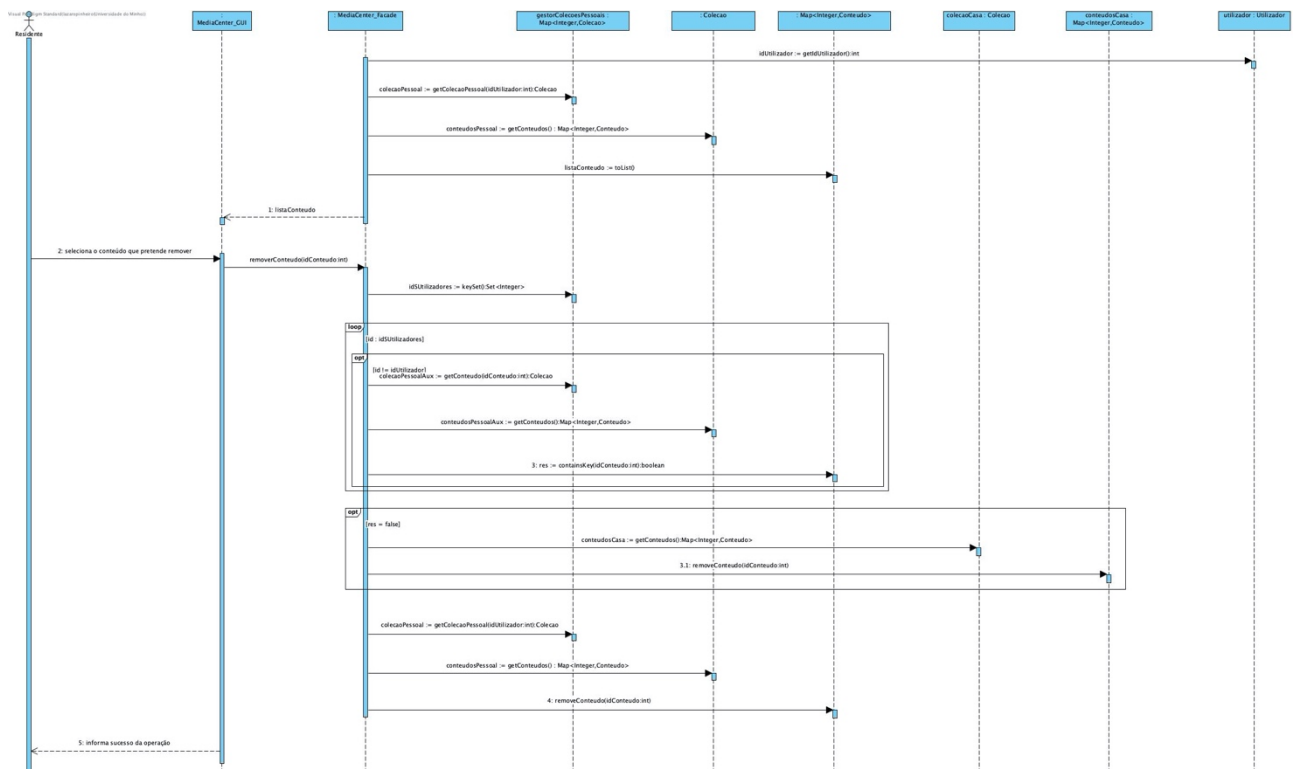 Residente
:
MediaCenter_GUI
: MediaCenter_Facade
gestorColecoesPessoais :
Map<Integer,Colecao>
: Colecao
: Map<Integer,Conteudo>
colecaoCasa : Colecao
conteudosCasa :
Map<Integer,Conteudo>
utilizador : Utilizador
idUtilizador := getIdUtilizador():int
colecaoPessoal := getColecaoPessoal(idUtilizador:int):Colecao
conteudosPessoal := getConteudos() : Map<Integer,Conteudo>
listaConteudo := toList()
1: listaConteudo
2: seleciona o conteúdo que pretende remover
removerConteudo(idConteudo:int)
idSUtilizadores := keySet():Set<Integer>
loop
[id : idSUtilizadores]
opt
[id != idUtilizador]
colecaoPessoalAux := getConteudo(idConteudo:int):Colecao
conteudosPessoalAux := getConteudos():Map<Integer,Conteudo>
3: res := containsKey(idConteudo:int):boolean
opt
[res = false]
conteudosCasa := getConteudos():Map<Integer,Conteudo>
3.1: removeConteudo(idConteudo:int)
colecaoPessoal := getColecaoPessoal(idUtilizador:int):Colecao
conteudosPessoal := getConteudos() : Map<Integer,Conteudo>
4: removeConteudo(idConteudo:int)
5: informa sucesso da operação